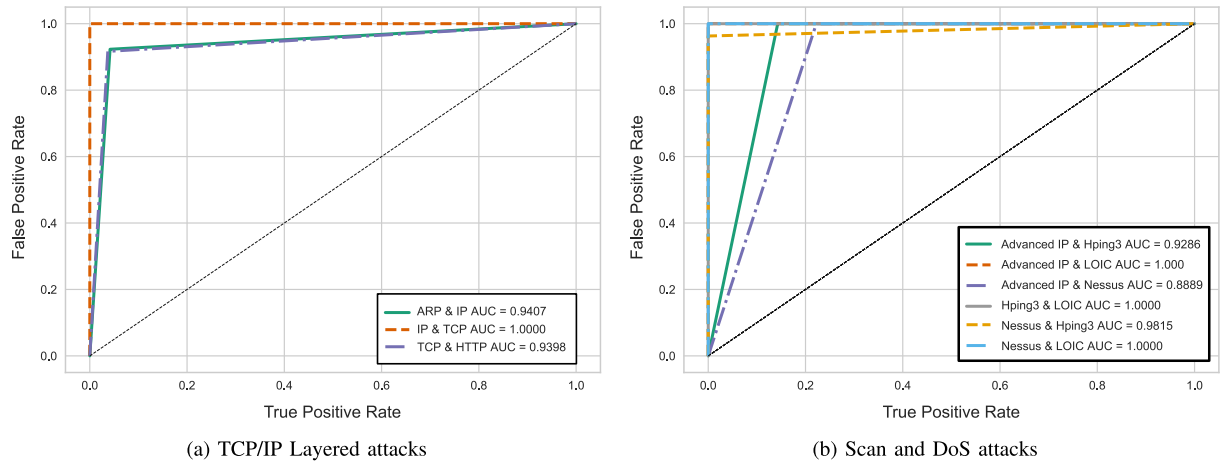 False Positive Rate
1.0
0.8
0.6
0.4
0.2
0.0
0.0 0.2 0.4 0.6 0.8 1.0
True Positive Rate
ARP & IP AUC = 0.9407
IP & TCP AUC = 1.0000
TCP & HTTP AUC = 0.9398
(a) TCP/IP Layered attacks
False Positive Rate
1.0
0.8
0.6
0.4
0.2
0.0
0.0 0.2 0.4 0.6 0.8 1.0
True Positive Rate
Advanced IP & Hping3 AUC = 0.9286
Advanced IP & LOIC AUC = 1.000
Advanced IP & Nessus AUC = 0.8889
Hping3 & LOIC AUC = 1.0000
Nessus & Hping3 AUC = 0.9815
Nessus & LOIC AUC = 1.0000
(b) Scan and DoS attacks